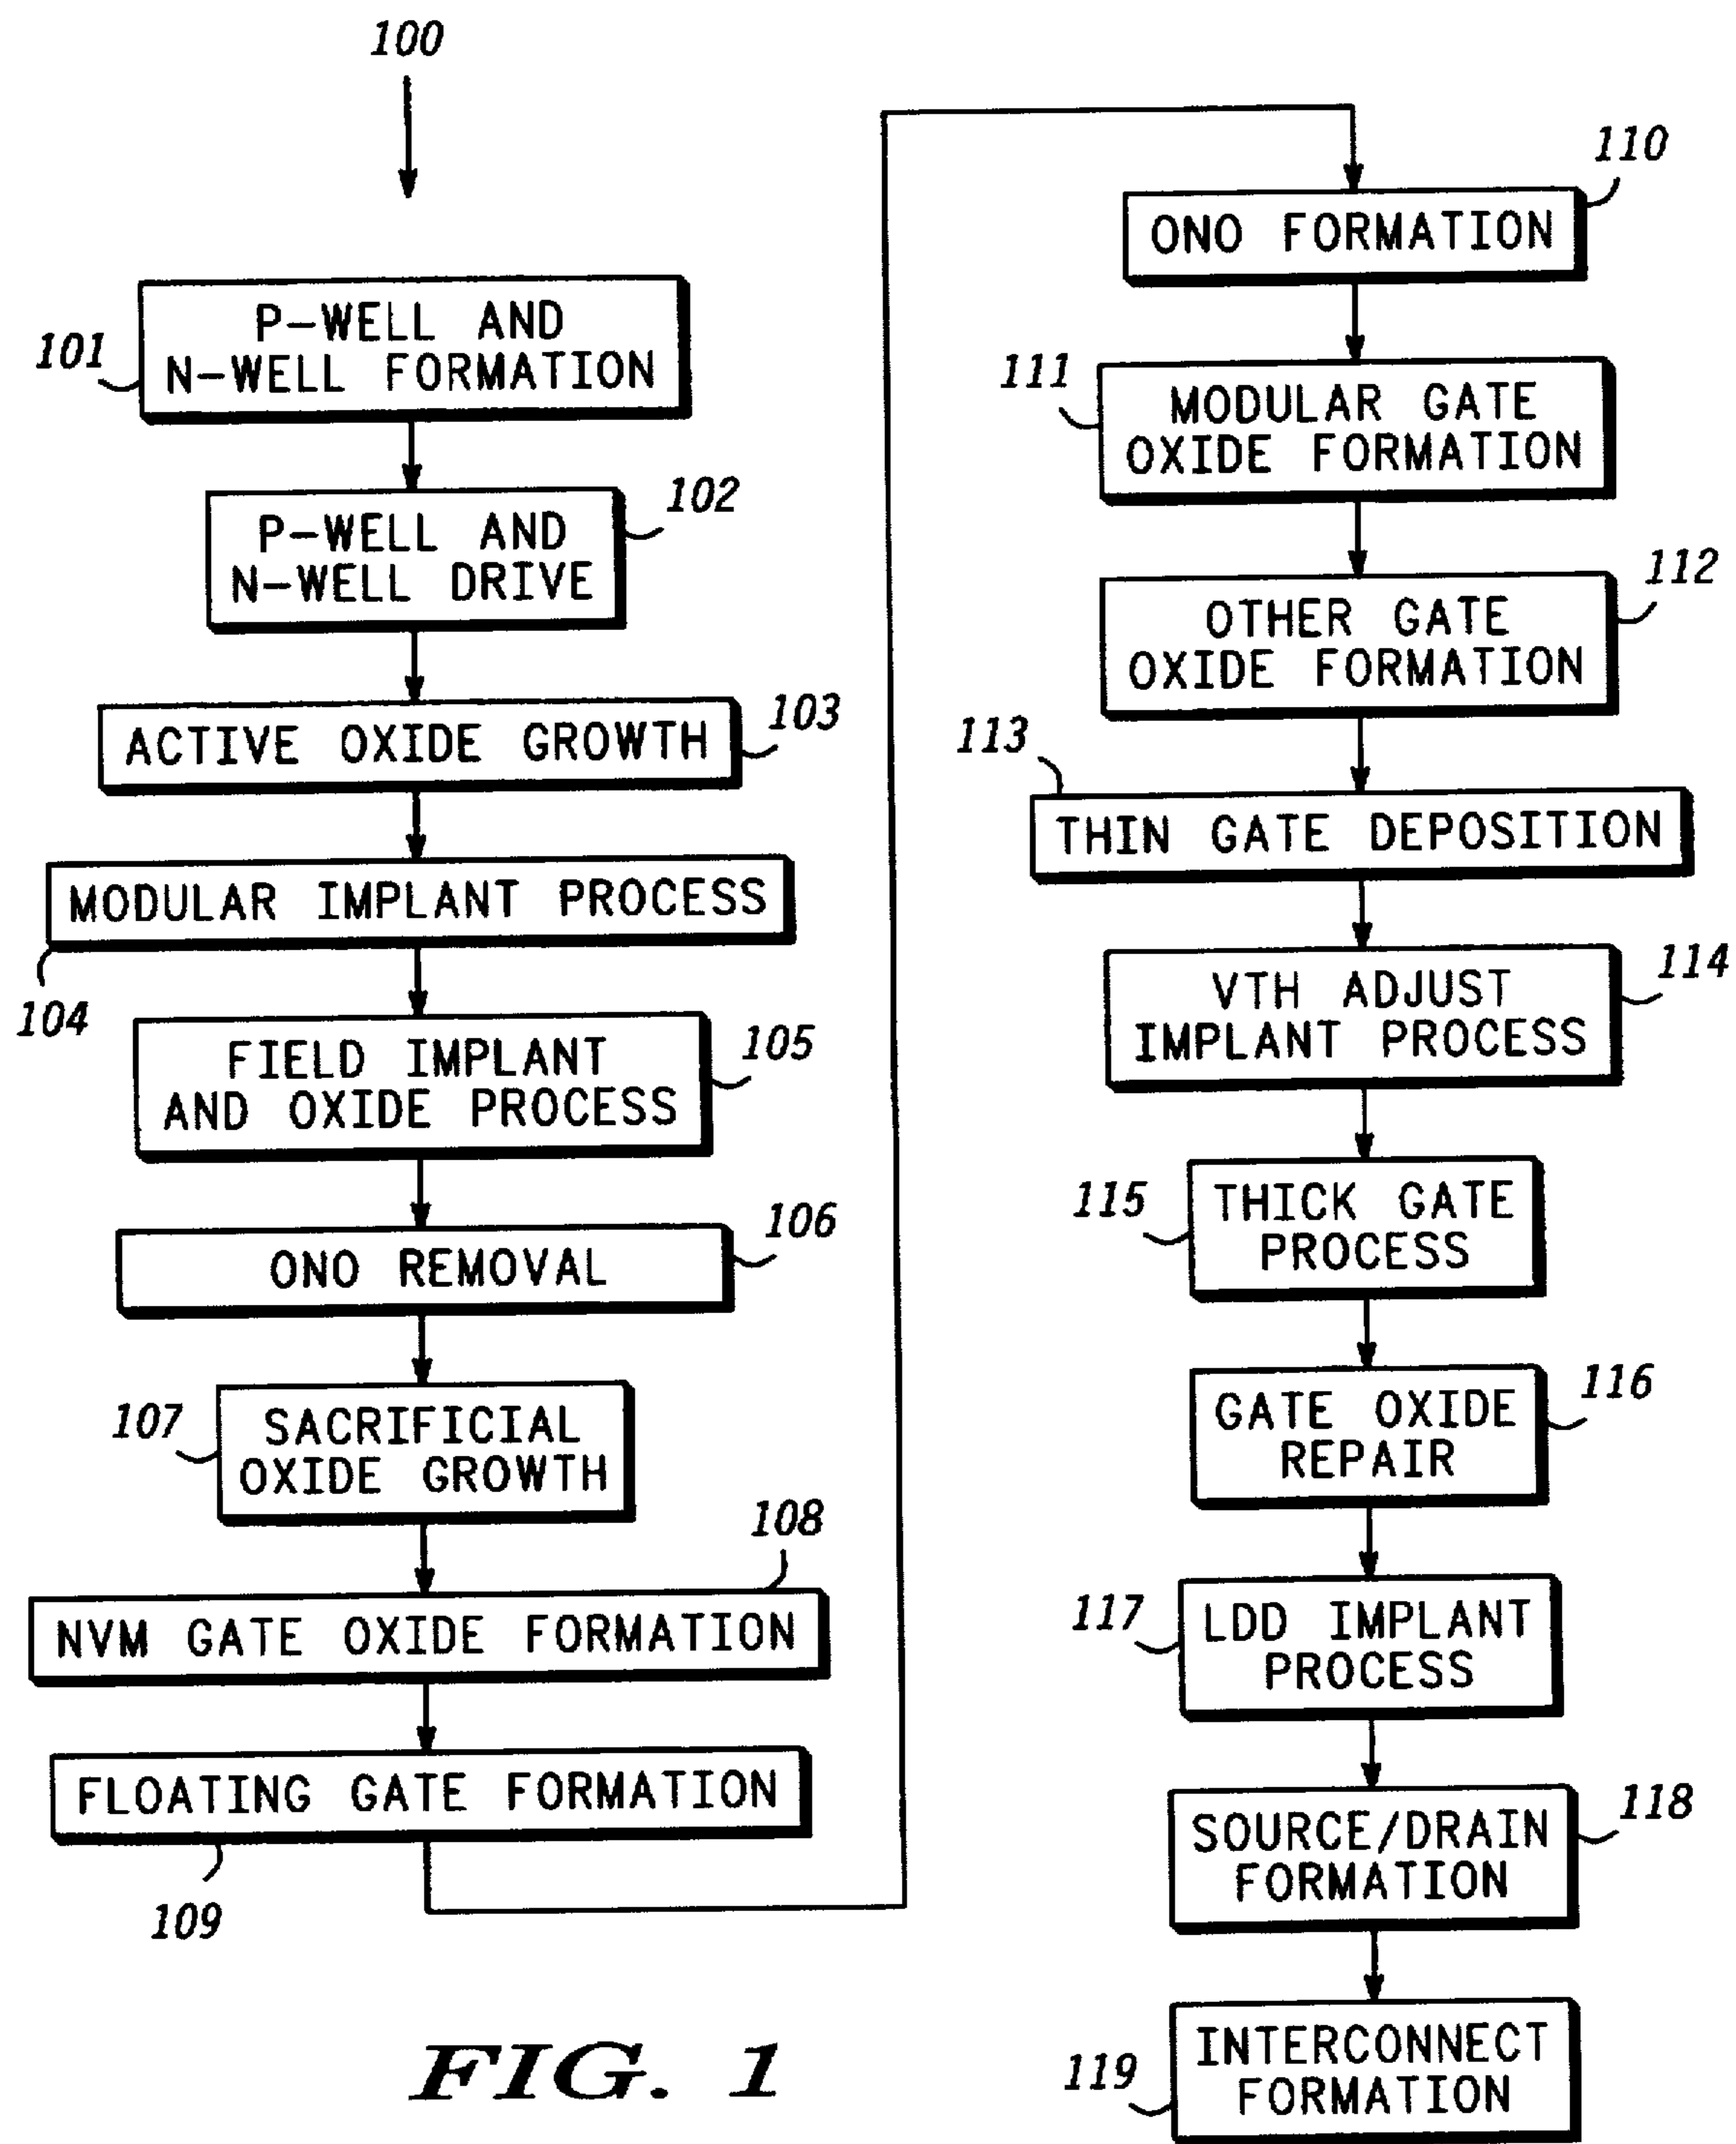 100
P-WELL AND
N-WELL FORMATION
101
P-WELL AND
N-WELL DRIVE
102
ACTIVE OXIDE GROWTH
103
MODULAR IMPLANT PROCESS
104
FIELD IMPLANT
AND OXIDE PROCESS
105
ONO REMOVAL
106
SACRIFICIAL
OXIDE GROWTH
107
NVM GATE OXIDE FORMATION
108
FLOATING GATE FORMATION
109
ONO FORMATION
110
MODULAR GATE
OXIDE FORMATION
111
OTHER GATE
OXIDE FORMATION
112
THIN GATE DEPOSITION
113
VTH ADJUST
IMPLANT PROCESS
114
THICK GATE
PROCESS
115
GATE OXIDE
REPAIR
116
LDD IMPLANT
PROCESS
117
SOURCE/DRAIN
FORMATION
118
INTERCONNECT
FORMATION
119
FIG. 1